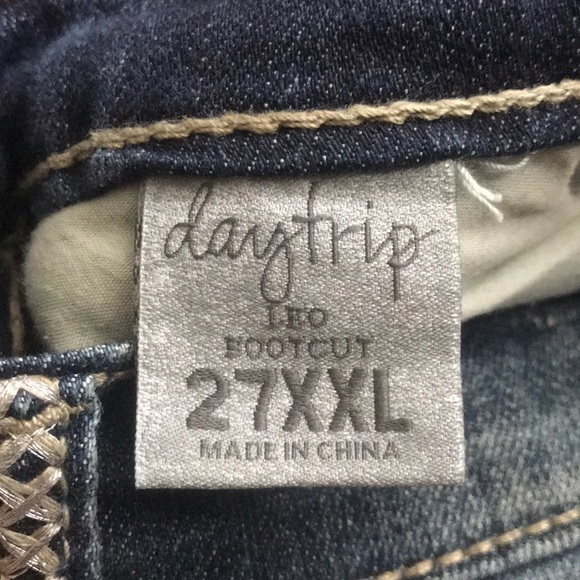 daytrip
LEO
BOOTCUT
27XXL
MADE IN CHINA